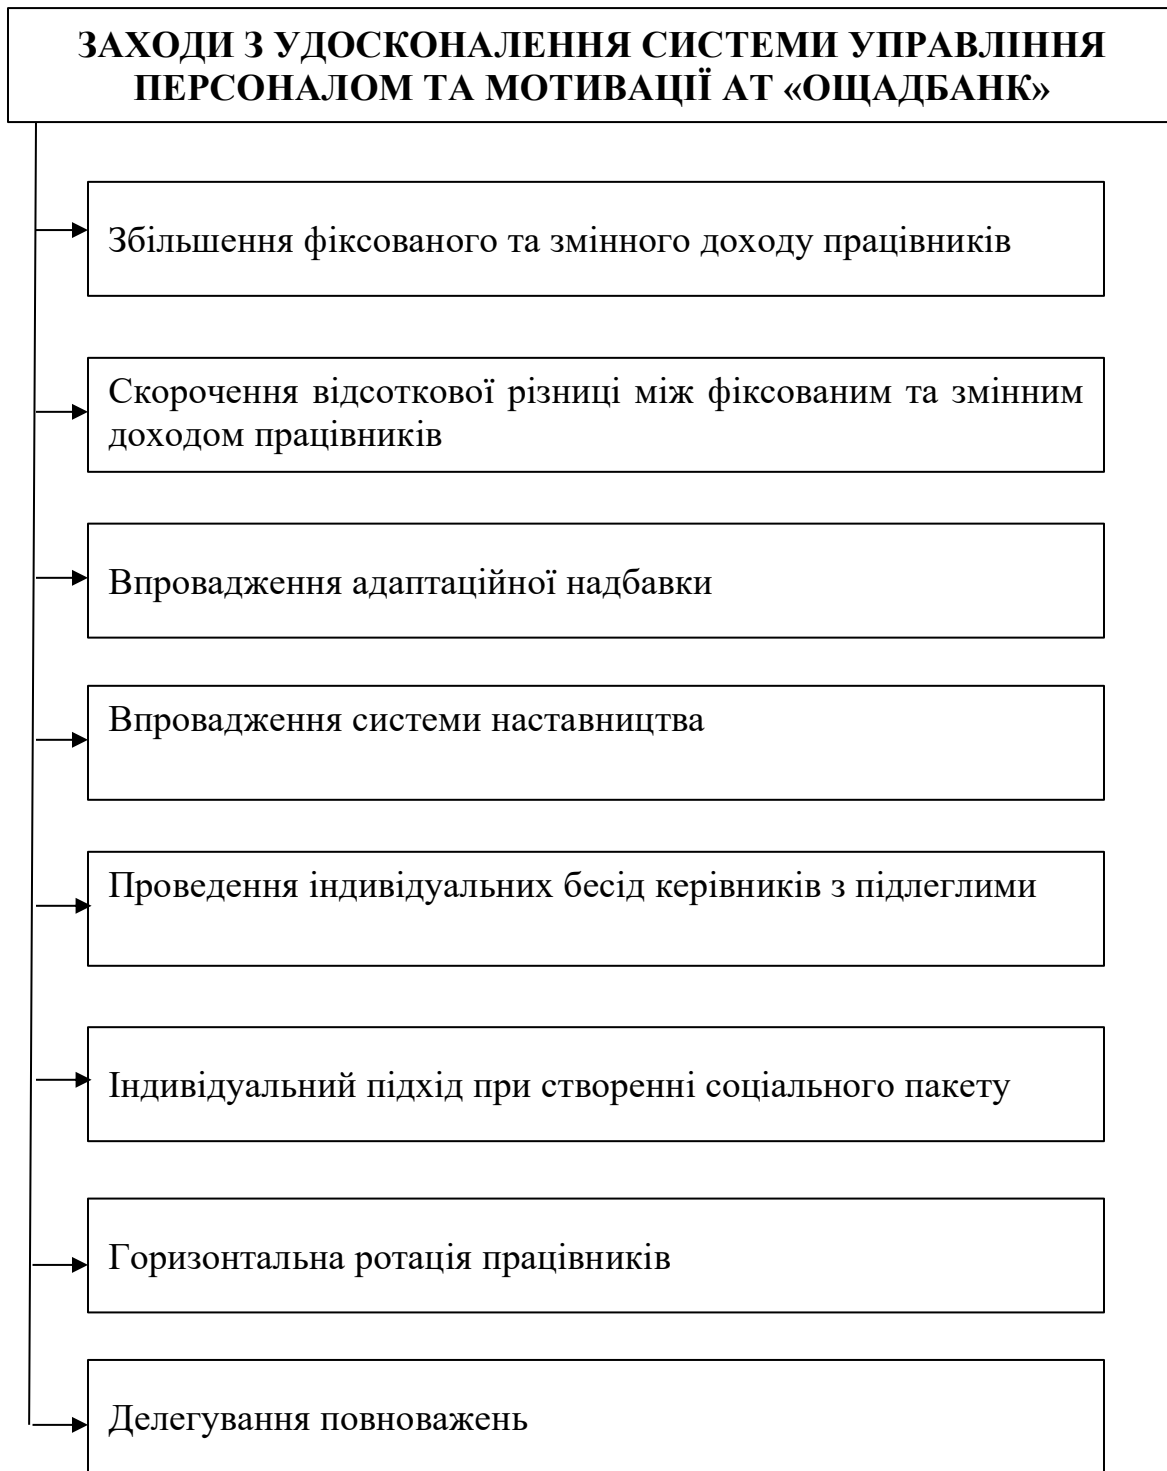 ЗАХОДИ З УДОСКОНАЛЕННЯ СИСТЕМИ УПРАВЛІННЯ
ПЕРСОНАЛОМ ТА МОТИВАЦІЇ АТ «ОЩАДБАНК»
Збільшення фіксованого та змінного доходу працівників
Скорочення відсоткової різниці між фіксованим та змінним
доходом працівників
Впровадження адаптаційної надбавки
Впровадження системи наставництва
Проведення індивідуальних бесід керівників з підлеглими
Індивідуальний підхід при створенні соціального пакету
Горизонтальна ротація працівників
Делегування повноважень